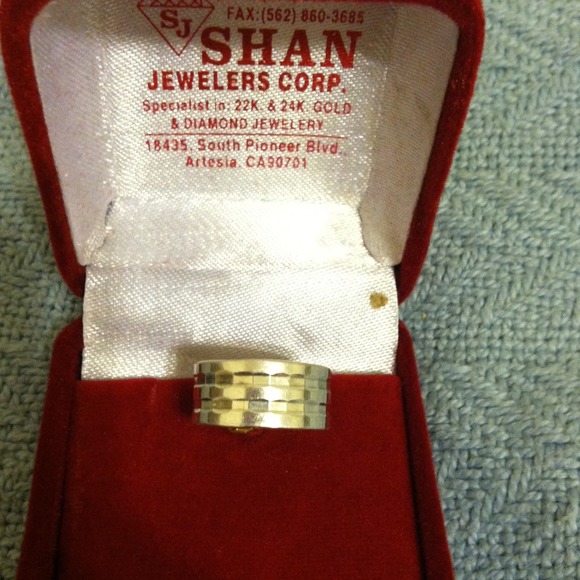 SJ
FAX:(562) 860-3685
SHAN
JEWELERS CORP.
Specialist in: 22K. & 24K. GOLD
& DIAMOND JEWELERY
18435, South Pioneer Blvd.,
Artesia, CA90701